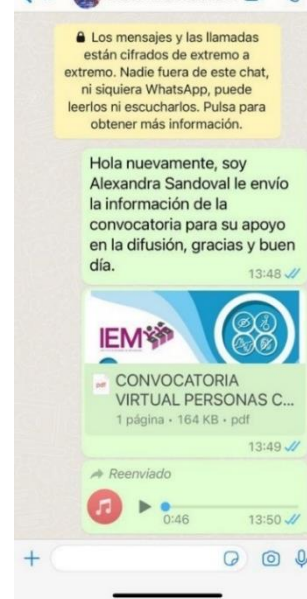 Los mensajes y las llamadas
están cifrados de extremo a
extremo. Nadie fuera de este chat,
ni siquiera WhatsApp, puede
leerlos ni escucharlos. Pulsa para
obtener más información.
Hola nuevamente, soy
Alexandra Sandoval le envío
la información de la
convocatoria para su apoyo
en la difusión, gracias y buen
día.
13:48
IEM
pdf
CONVOCATORIA
VIRTUAL PERSONAS C...
1 página • 164 KB • pdf
13:49
Reenviado
0:46 13:50